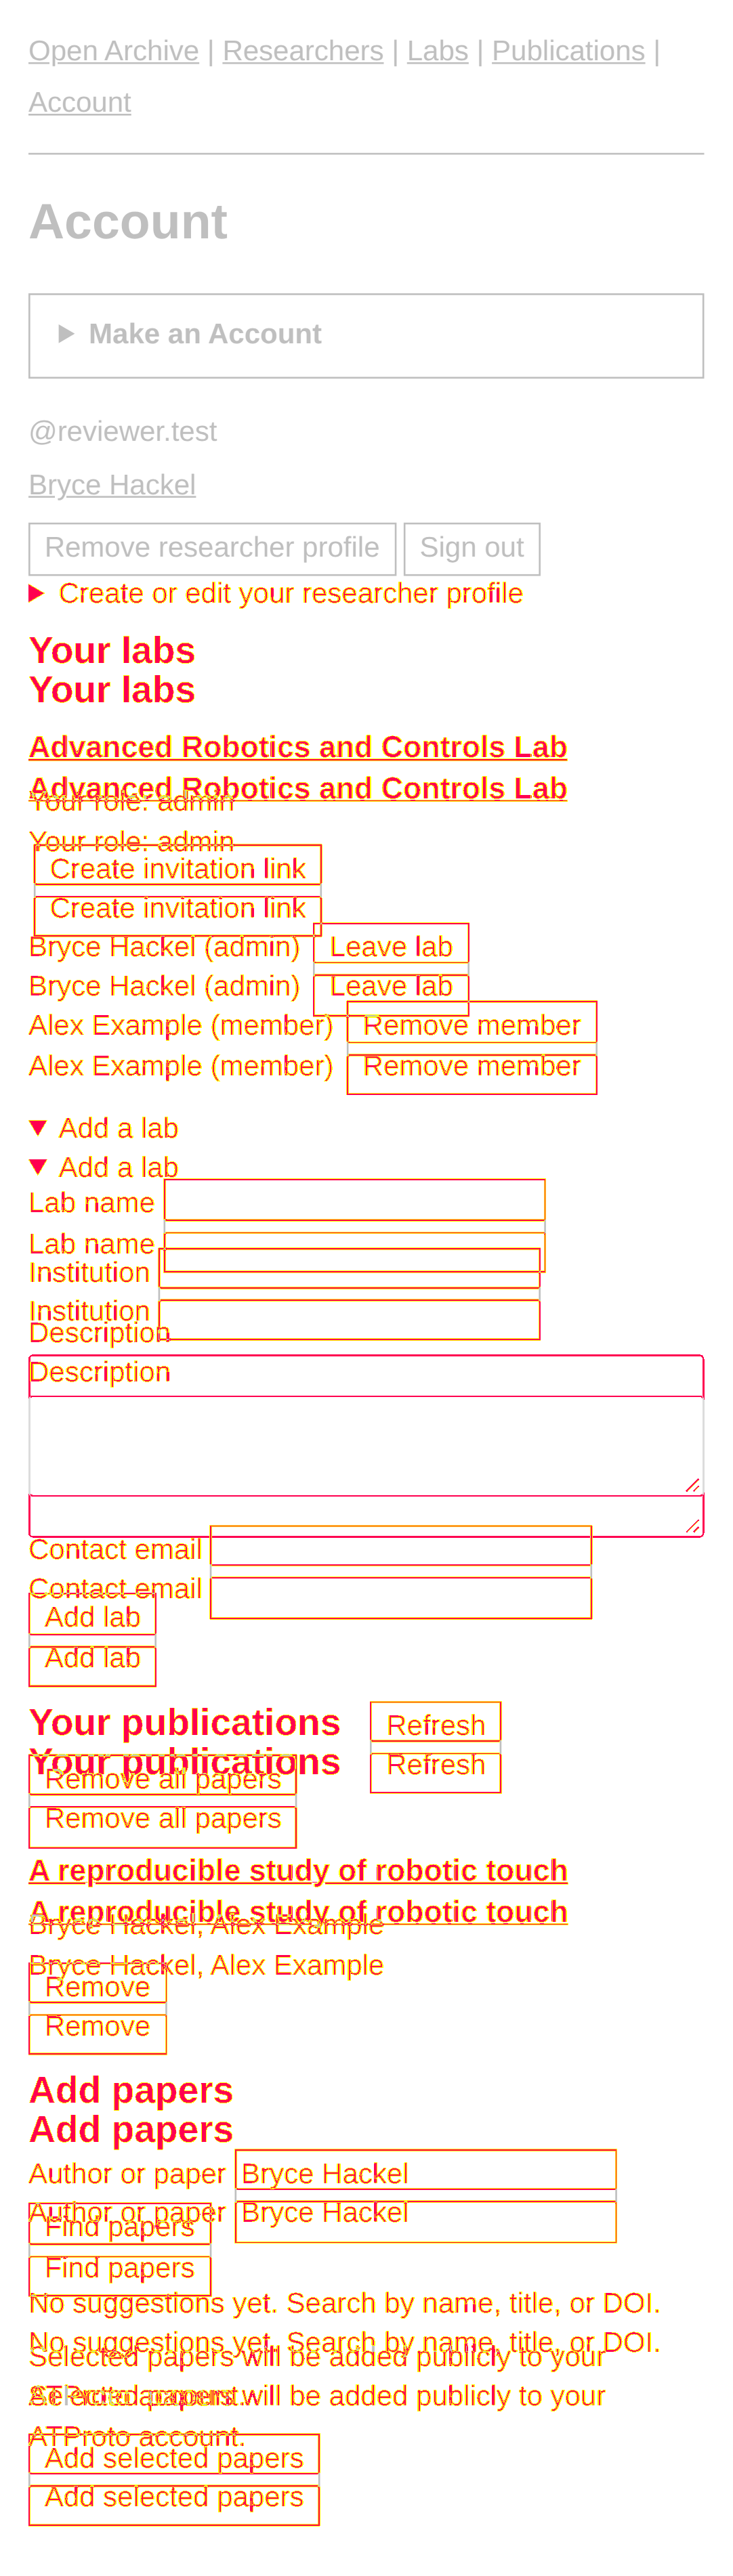 Open Archive | Researchers | Labs | Publications |
Account
Account
Make an Account
@reviewer.test
Bryce Hackel
Remove researcher profile Sign out
Create or edit your researcher profile
Your labs
Your labs
Advanced Robotics and Controls Lab
Advanced Robotics and Controls Lab
Your role: admin
Your role: admin
Create invitation link
Create invitation link
Bryce Hackel (admin) Leave lab
Bryce Hackel (admin) Leave lab
Alex Example (member) Remove member
Alex Example (member) Remove member
Add a lab
Add a lab
Lab name
Lab name
Institution
Institution
Description
Description
Contact email
Contact email
Add lab
Add lab
Your publications Refresh
Your publications Refresh
Remove all papers
Remove all papers
A reproducible study of robotic touch
A reproducible study of robotic touch
Bryce Hackel, Alex Example
Bryce Hackel, Alex Example
Remove
Remove
Add papers
Add papers
Author or paper Bryce Hackel
Author or paper Bryce Hackel
Find papers
Find papers
No suggestions yet. Search by name, title, or DOI.
No suggestions yet. Search by name, title, or DOI.
Selected papers will be added publicly to your
ATProto account.
Selected papers will be added publicly to your
ATProto account.
Add selected papers
Add selected papers